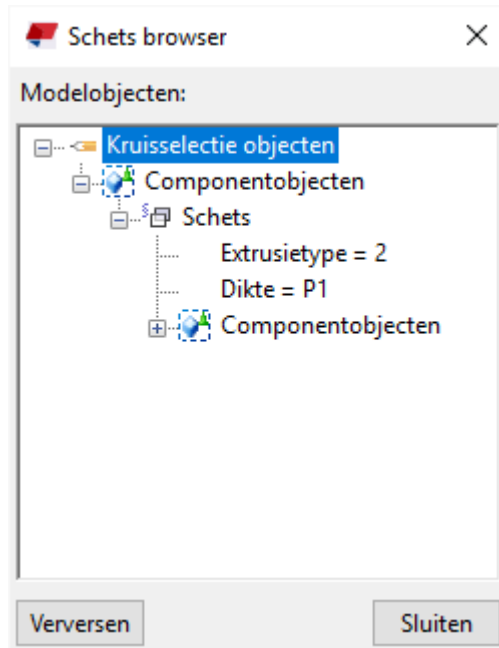 Schets browser
Modelobjecten:
Kruisselectie objecten
Componentobjecten
§ Schets
Extrusietype = 2
Dikte = P1
Componentobjecten
Verversen Sluiten